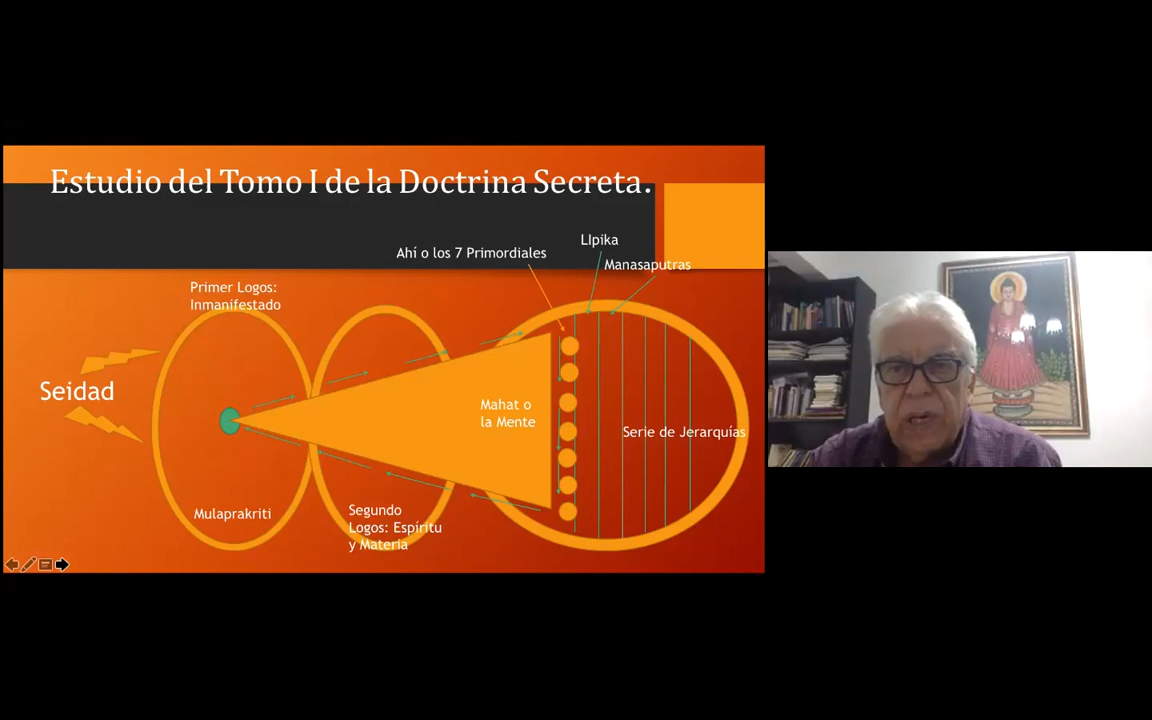 Estudio del Tomo I de la Doctrina Secreta.
LIpika
Ahí o los 7 Primordiales
Manasaputras
Primer Logos:
Inmanifestado
Seidad
Mahat o
la Mente
Serie de Jerarquías
Mulaprakriti
Segundo
Logos: Espíritu
y Materia